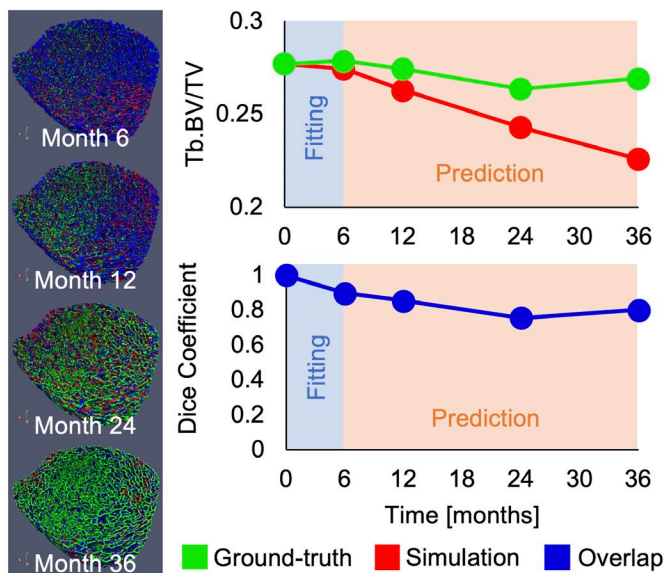 Month 6
Month 12
Month 24
Month 36
0.3
0.25
0.2
Tb.BV/TV
Fitting
Prediction
0 6 12 18 24 30 36
1
0.8
0.6
0.4
0.2
0
Dice Coefficient
Fitting
Prediction
0 6 12 18 24 30 36
Time [months]
Ground-truth Simulation Overlap